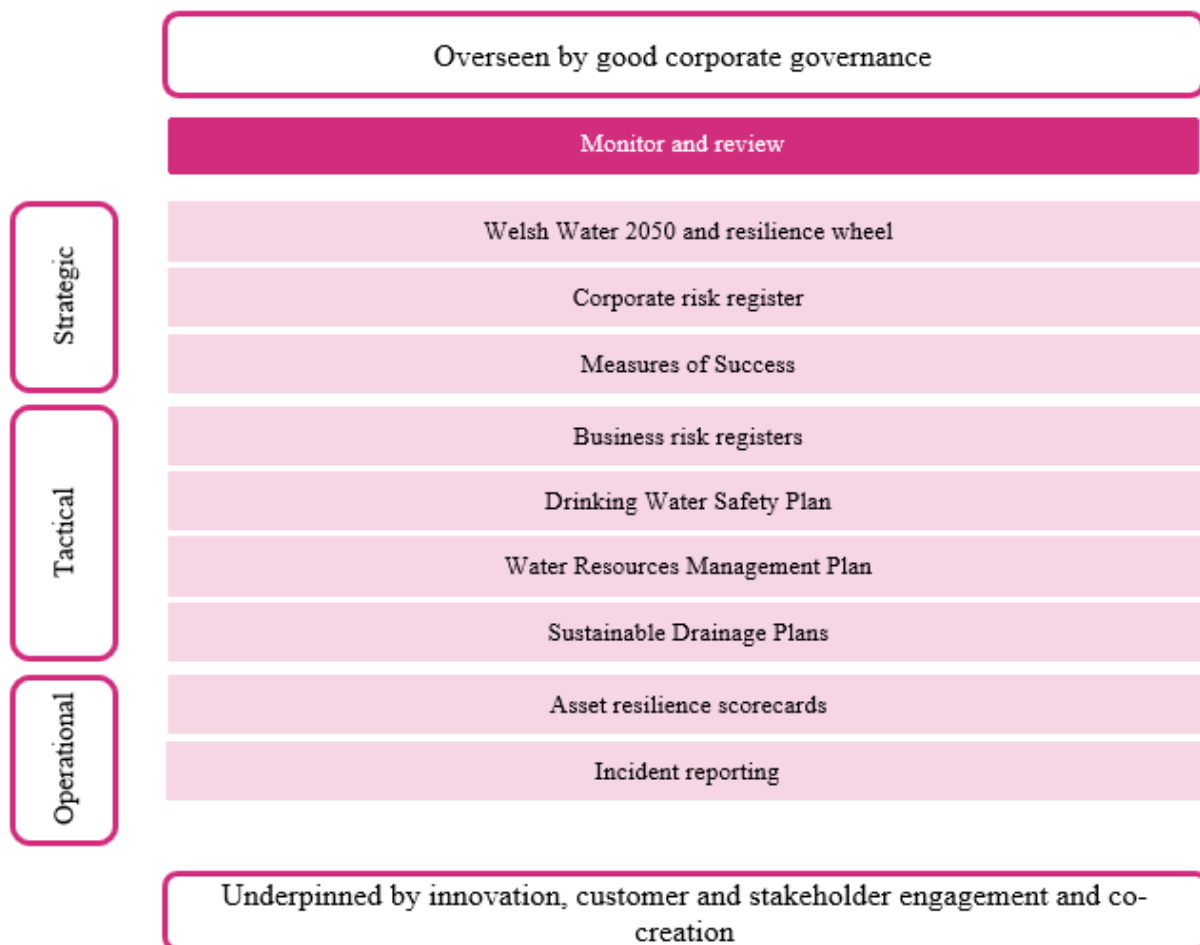 Overseen by good corporate governance
Monitor and review
Strategic
Welsh Water 2050 and resilience wheel
Corporate risk register
Measures of Success
Tactical
Business risk registers
Drinking Water Safety Plan
Water Resources Management Plan
Sustainable Drainage Plans
Operational
Asset resilience scorecards
Incident reporting
Underpinned by innovation, customer and stakeholder engagement and co-
creation